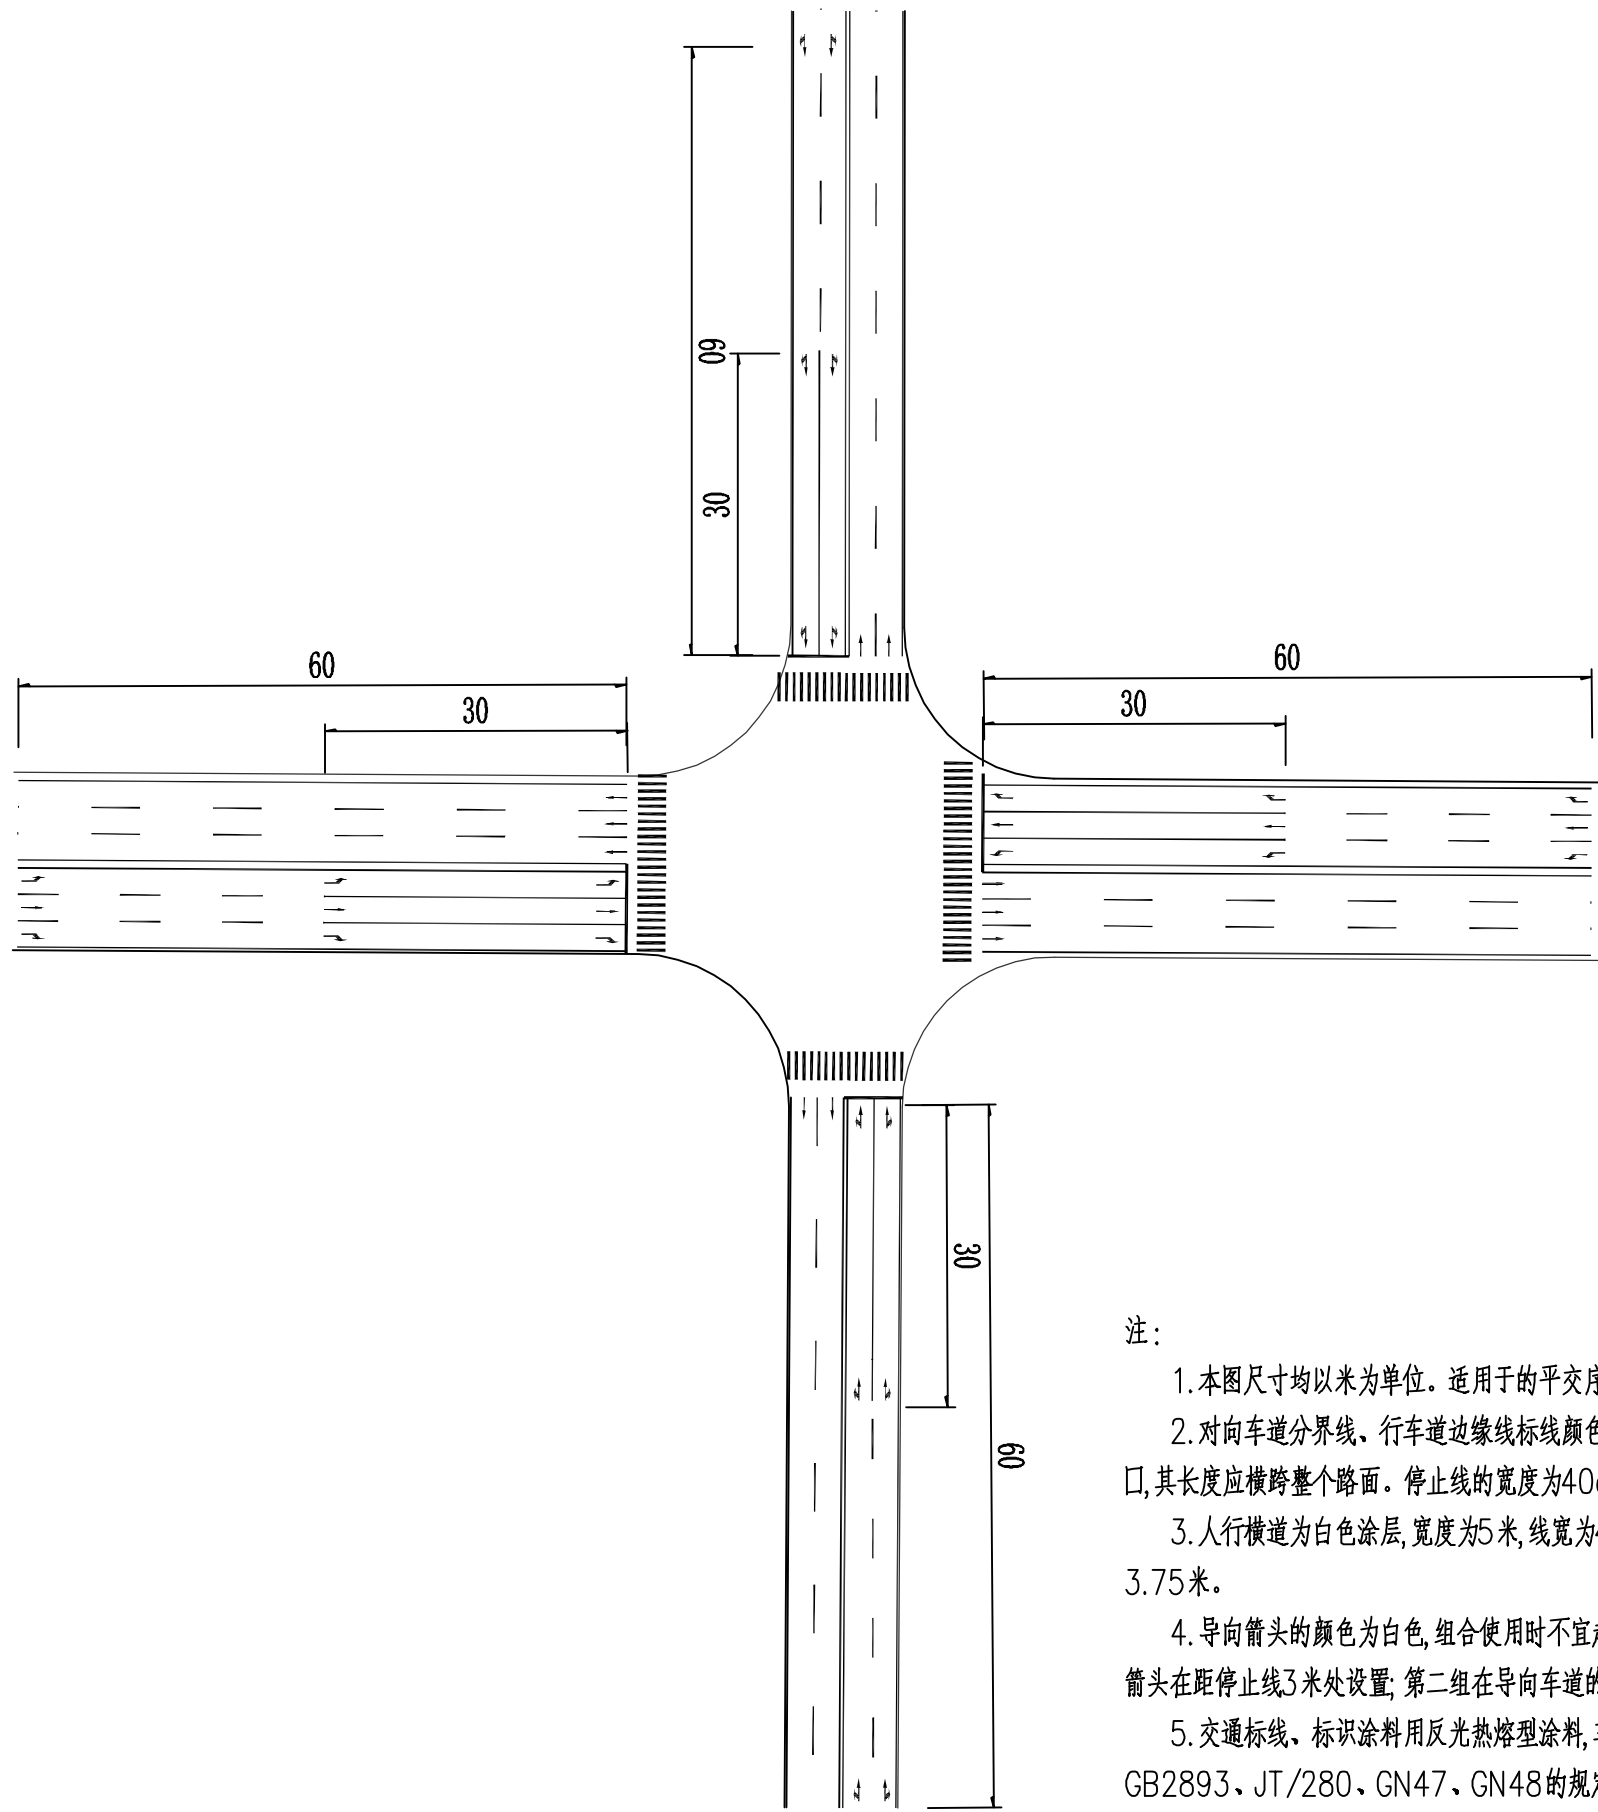 60
30
60
30
60
30
30
60
注:
1.本图尺寸均以米为单位。适用于的平交
2.对向车道分界线、行车道边缘线标线颜色
口,其长度应横跨整个路面。停止线的宽度为40
3.人行横道为白色涂层,宽度为5米,线宽为
3.75米。
4.导向箭头的颜色为白色,组合使用时不宜
箭头在距停止线3米处设置;第二组在导向车道的
5.交通标线、标识涂料用反光热熔型涂料,
GB2893、JT/280、GN47、GN48的规